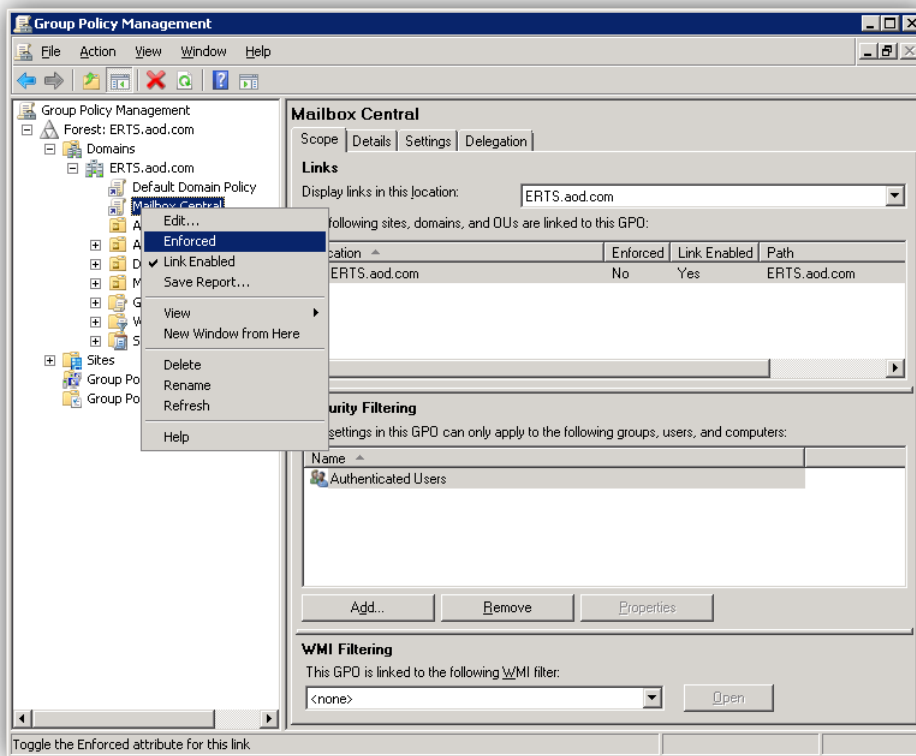 Group Policy Management
File Action View Window Help
Group Policy Management
Forest: ERTS.aod.com
Domains
ERTS.aod.com
Default Domain Policy
Mailbox Central
A
A
D
M
G
W
S
Sites
Group Po
Group Po
Edit...
Enforced
Link Enabled
Save Report...
View
New Window from Here
Delete
Rename
Refresh
Help
Mailbox Central
Scope Details Settings Delegation
Links
Display links in this location: ERTS.aod.com
following sites, domains, and OUs are linked to this GPO:
cation Enforced Link Enabled Path
ERTS.aod.com No Yes ERTS.aod.com
urity Filtering
settings in this GPO can only apply to the following groups, users, and computers:
Name
Authenticated Users
Add... Remove Properties
WMI Filtering
This GPO is linked to the following WMI filter:
<none> Open
Toggle the Enforced attribute for this link